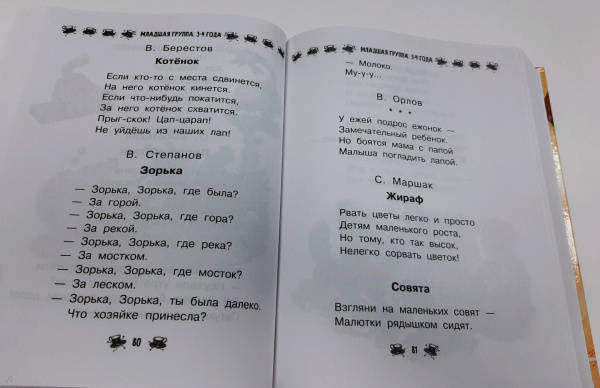 МЛАДШАЯ ГРУППА. 3-4 ГОДА
В. Берестов
Котёнок
Если кто-то с места сдвинется,
На него котёнок кинется.
Если что-нибудь покатится,
За него котёнок схватится.
Прыг-скок! Цап-царап!
Не уйдёшь из наших лап!
В. Степанов
Зорька
— Зорька, Зорька, где была?
— За горой.
— Зорька, Зорька, где гора?
— За рекой.
— Зорька, Зорька, где река?
— За мостком.
— Зорька, Зорька, где мосток?
— За леском.
— Зорька, Зорька, ты была далеко.
Что хозяйке принесла?
80
МЛАДШАЯ ГРУППА. 3-4 ГОДА
— Молоко.
Му-у-у...
В. Орлов
* * *
У ежей подрос ежонок —
Замечательный ребёнок.
Но боятся мама с папой
Малыша погладить лапой.
С. Маршак
Жираф
Рвать цветы легко и просто
Детям маленького роста,
Но тому, кто так высок,
Нелегко сорвать цветок!
Совята
Взгляни на маленьких совят —
Малютки рядышком сидят.
81